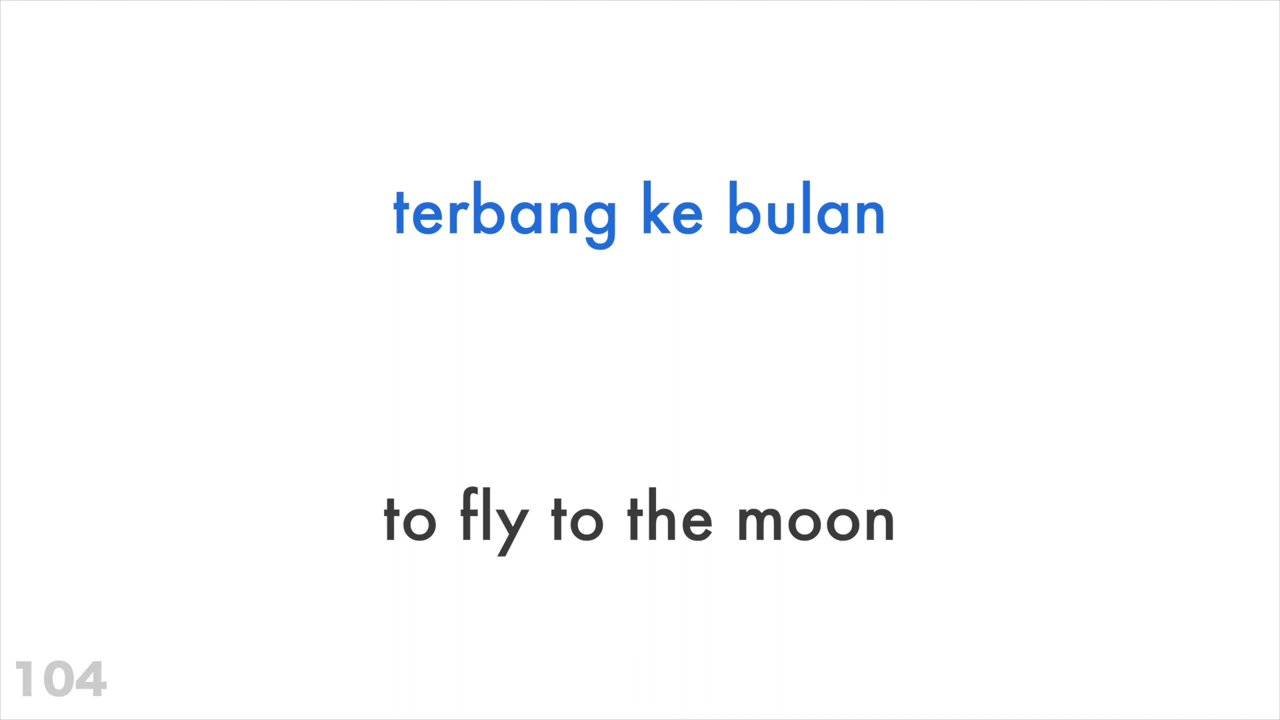 terbang ke bulan
to fly to the moon
104